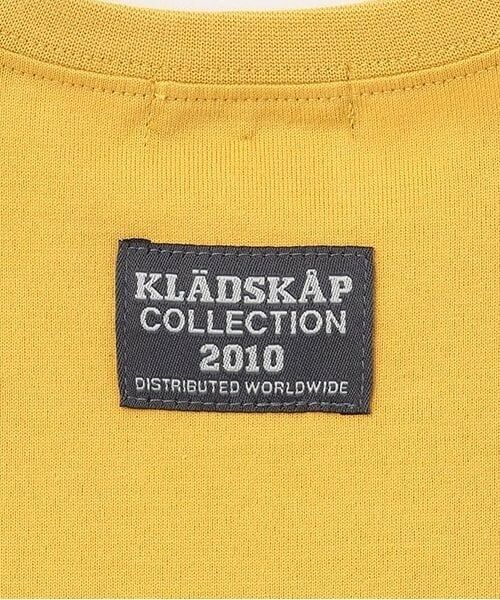 KLÄDSKÅP
COLLECTION
2010
DISTRIBUTED WORLDWIDE